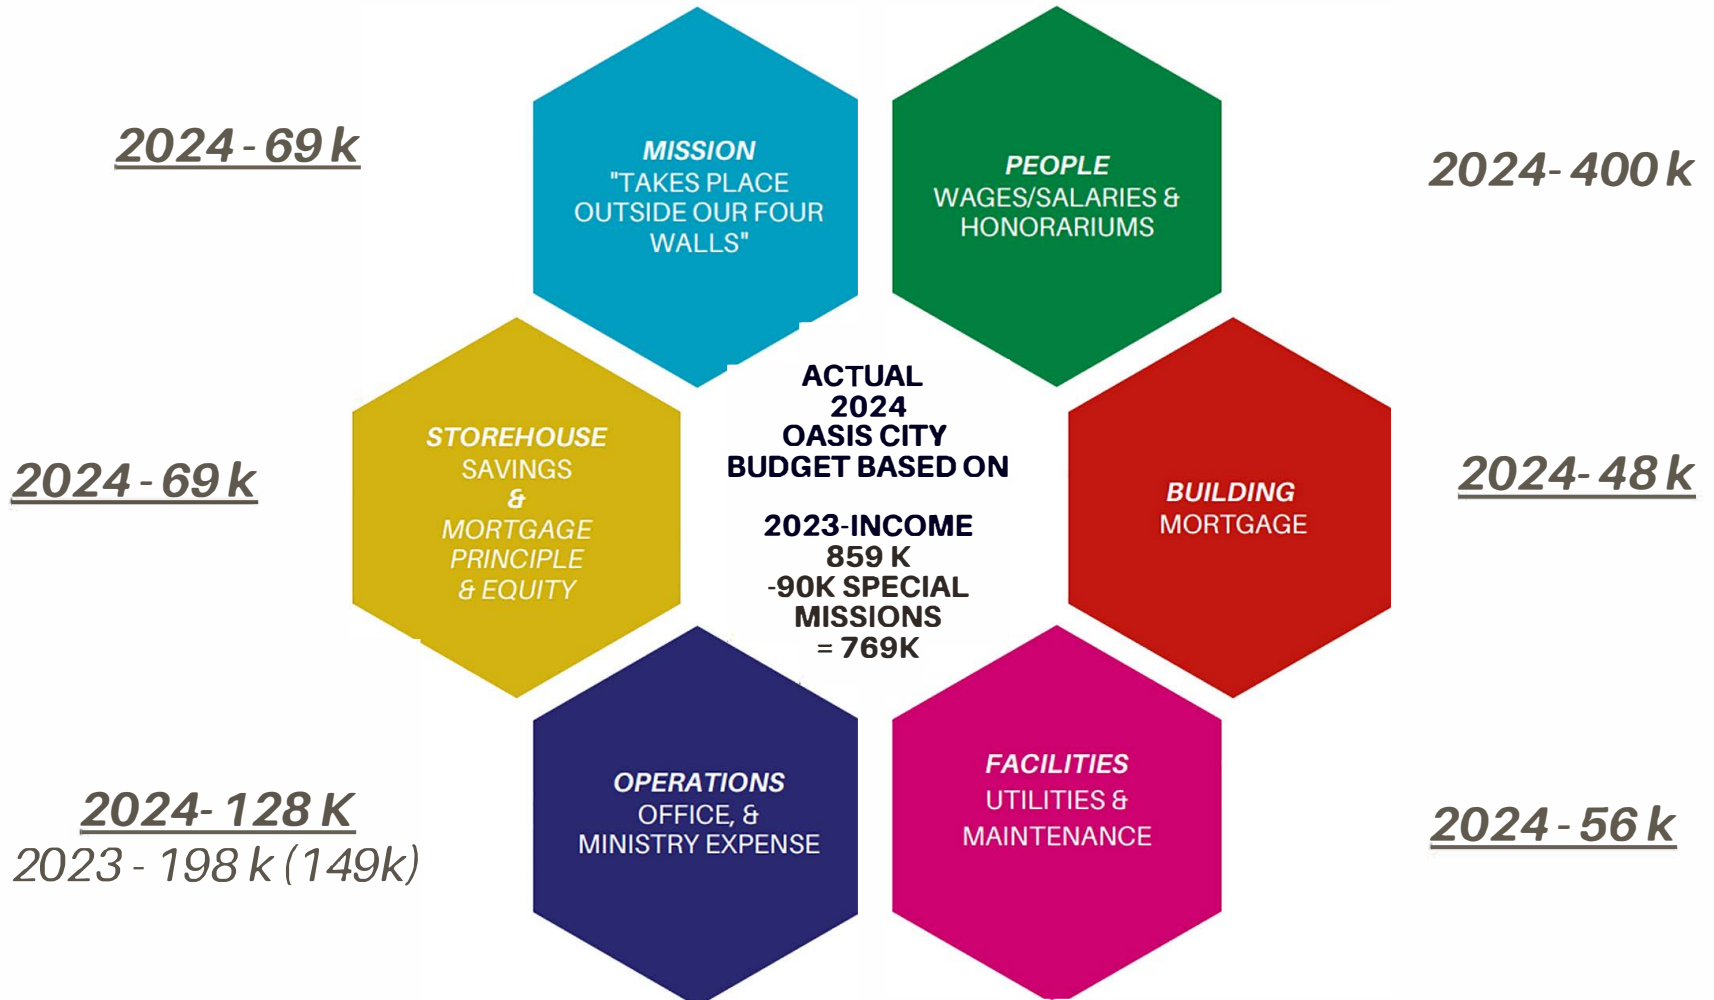 2024 - 69 k
MISSION
"TAKES PLACE
OUTSIDE OUR FOUR
WALLS"
PEOPLE
WAGES/SALARIES &
HONORARIUMS
2024- 400 k
2024 - 69 k
STOREHOUSE
SAVINGS
&
MORTGAGE
PRINCIPLE
& EQUITY
ACTUAL
2024
OASIS CITY
BUDGET BASED ON
2023-INCOME
859 K
-90K SPECIAL
MISSIONS
= 769K
BUILDING
MORTGAGE
2024- 48 k
2024- 128 K
2023 - 198 k (149k)
OPERATIONS
OFFICE, &
MINISTRY EXPENSE
FACILITIES
UTILITIES &
MAINTENANCE
2024 - 56 k